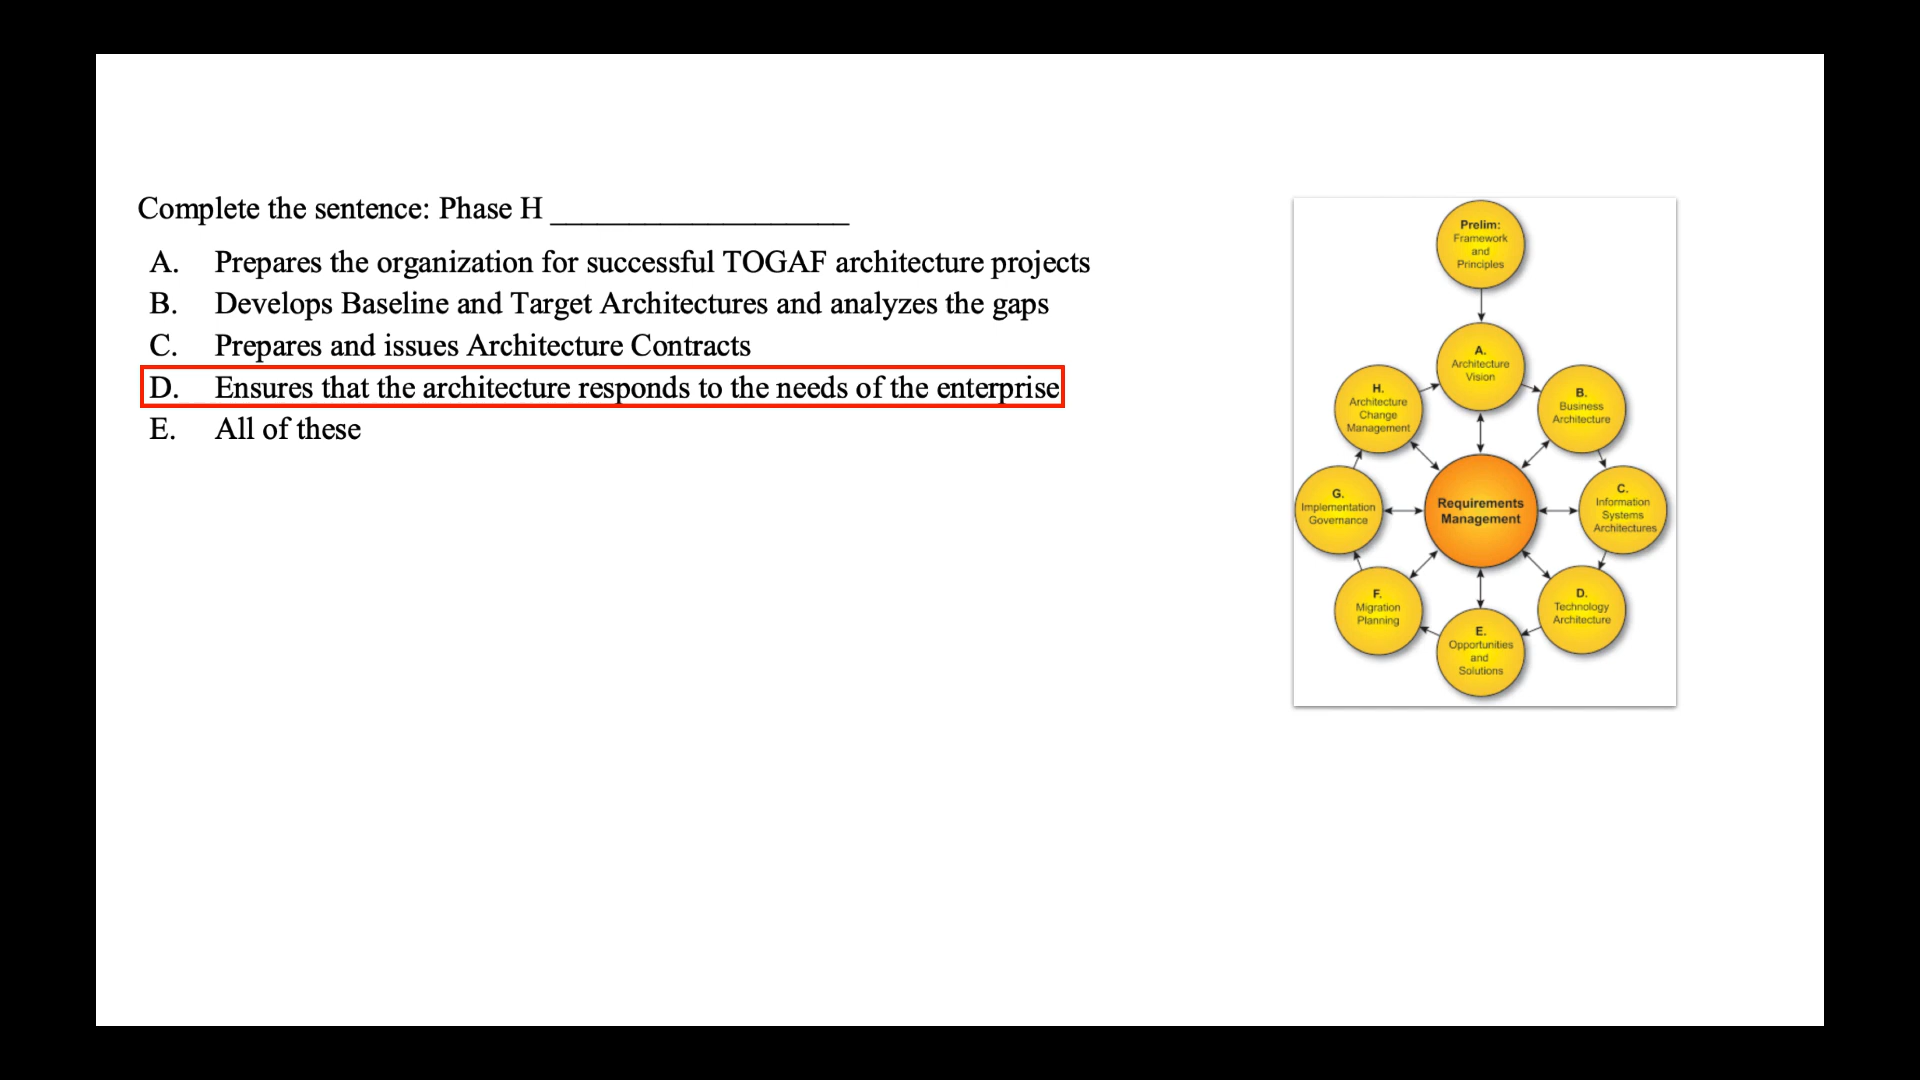 Complete the sentence: Phase H ___________________
A. Prepares the organization for successful TOGAF architecture projects
B. Develops Baseline and Target Architectures and analyzes the gaps
C. Prepares and issues Architecture Contracts
D. Ensures that the architecture responds to the needs of the enterprise
E. All of these
Prelim:
Framework
and
Principles
A.
Architecture
Vision
H.
Architecture
Change
Management
B.
Business
Architecture
G.
Implementation
Governance
Requirements
Management
C.
Information
Systems
Architectures
F.
Migration
Planning
D.
Technology
Architecture
E.
Opportunities
and
Solutions